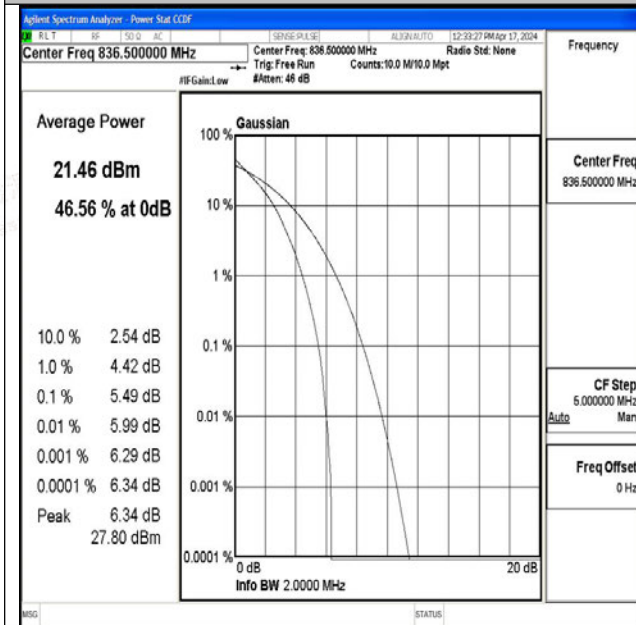 Agilent Spectrum Analyzer - Power Stat CCDF
RL T RF 50 Ω AC SENSE:PULSE ALIGNAUTO 12:33:27 PM Apr 17, 2024
Center Freq 836.500000 MHz
Center Freq: 836.500000 MHz Radio Std: None
Trig: Free Run Counts:10.0 M/10.0 Mpt
#IFGain:Low #Atten: 46 dB
Frequency
Average Power
21.46 dBm
46.56 % at 0dB
10.0 % 2.54 dB
1.0 % 4.42 dB
0.1 % 5.49 dB
0.01 % 5.99 dB
0.001 % 6.29 dB
0.0001 % 6.34 dB
Peak 6.34 dB
27.80 dBm
Gaussian
100 %
10 %
1 %
0.1 %
0.01 %
0.001 %
0.0001 %
0 dB 20 dB
Info BW 2.0000 MHz
Center Freq
836.500000 MHz
CF Step
5.000000 MHz
Auto Man
Freq Offset
0 Hz
MSG STATUS